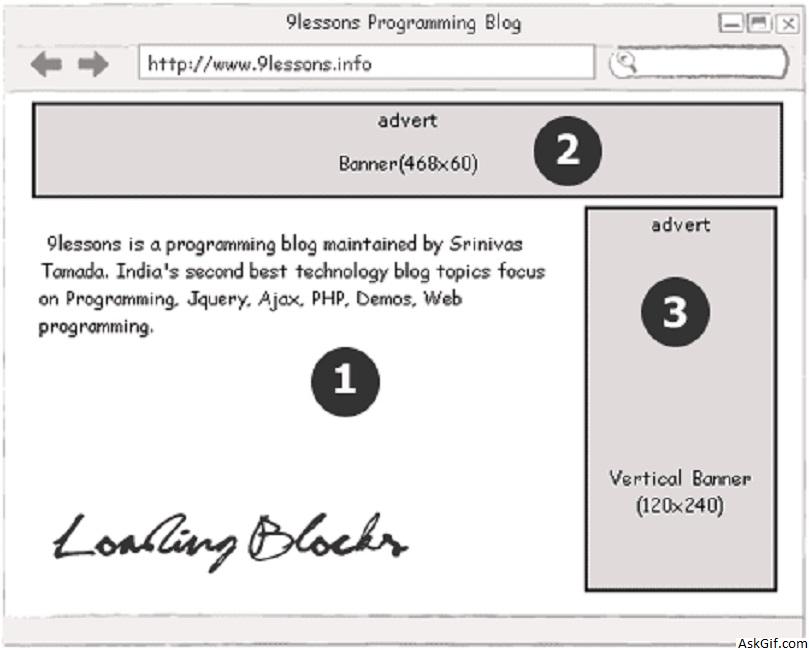 9lessons Programming Blog
http://www.9lessons.info
advert
Banner(468x60)
2
advert
3
Vertical Banner
(120x240)
9lessons is a programming blog maintained by Srinivas
Tamada. India's second best technology blog topics focus
on Programming, Jquery, Ajax, PHP, Demos, Web
programming.
1
Loading Blocks
AskGif.com